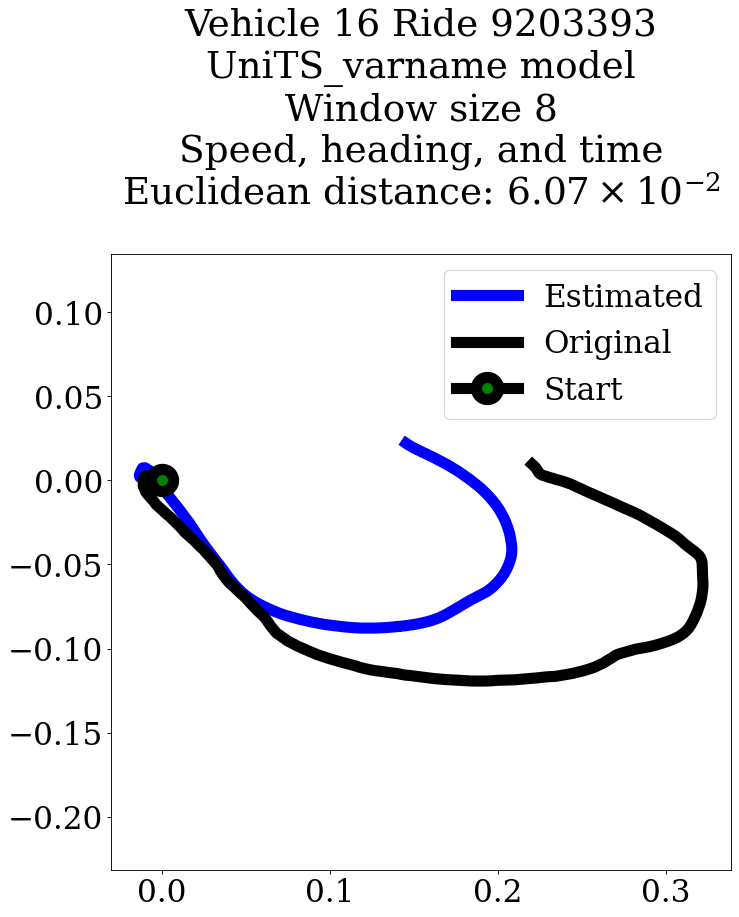 Vehicle 16 Ride 9203393
UniTS_varname model
Window size 8
Speed, heading, and time
Euclidean distance: 6.07 × 10⁻²
Estimated
Original
Start
0.10
0.05
0.00
−0.05
−0.10
−0.15
−0.20
0.0 0.1 0.2 0.3